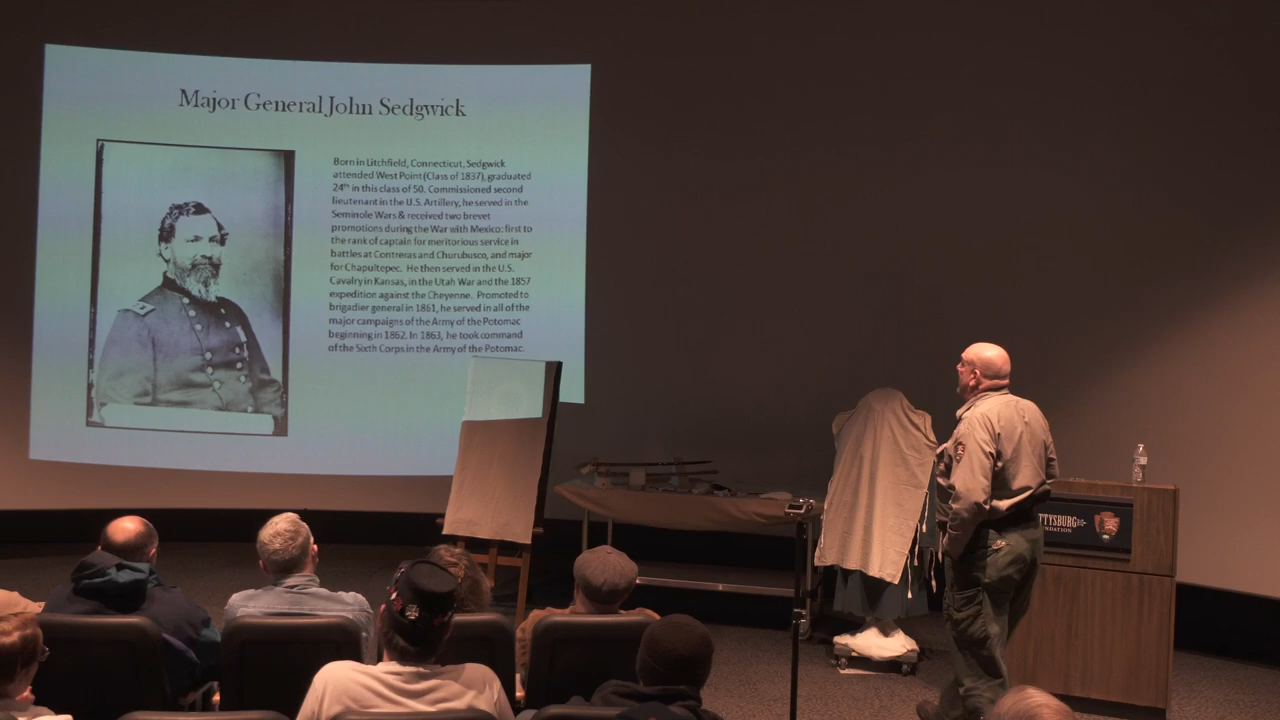 Major General John Sedgwick
Born in Litchfield, Connecticut, Sedgwick
attended West Point (Class of 1837), graduated
24th in this class of 50. Commissioned second
lieutenant in the U.S. Artillery, he served in the
Seminole Wars & received two brevet
promotions during the War with Mexico: first to
the rank of captain for meritorious service in
battles at Contreras and Churubusco, and major
for Chapultepec. He then served in the U.S.
Cavalry in Kansas, in the Utah War and the 1857
expedition against the Cheyenne. Promoted to
brigadier general in 1861, he served in all of the
major campaigns of the Army of the Potomac
beginning in 1862. In 1863, he took command
of the Sixth Corps in the Army of the Potomac.
TTYSBURG
UNDATION